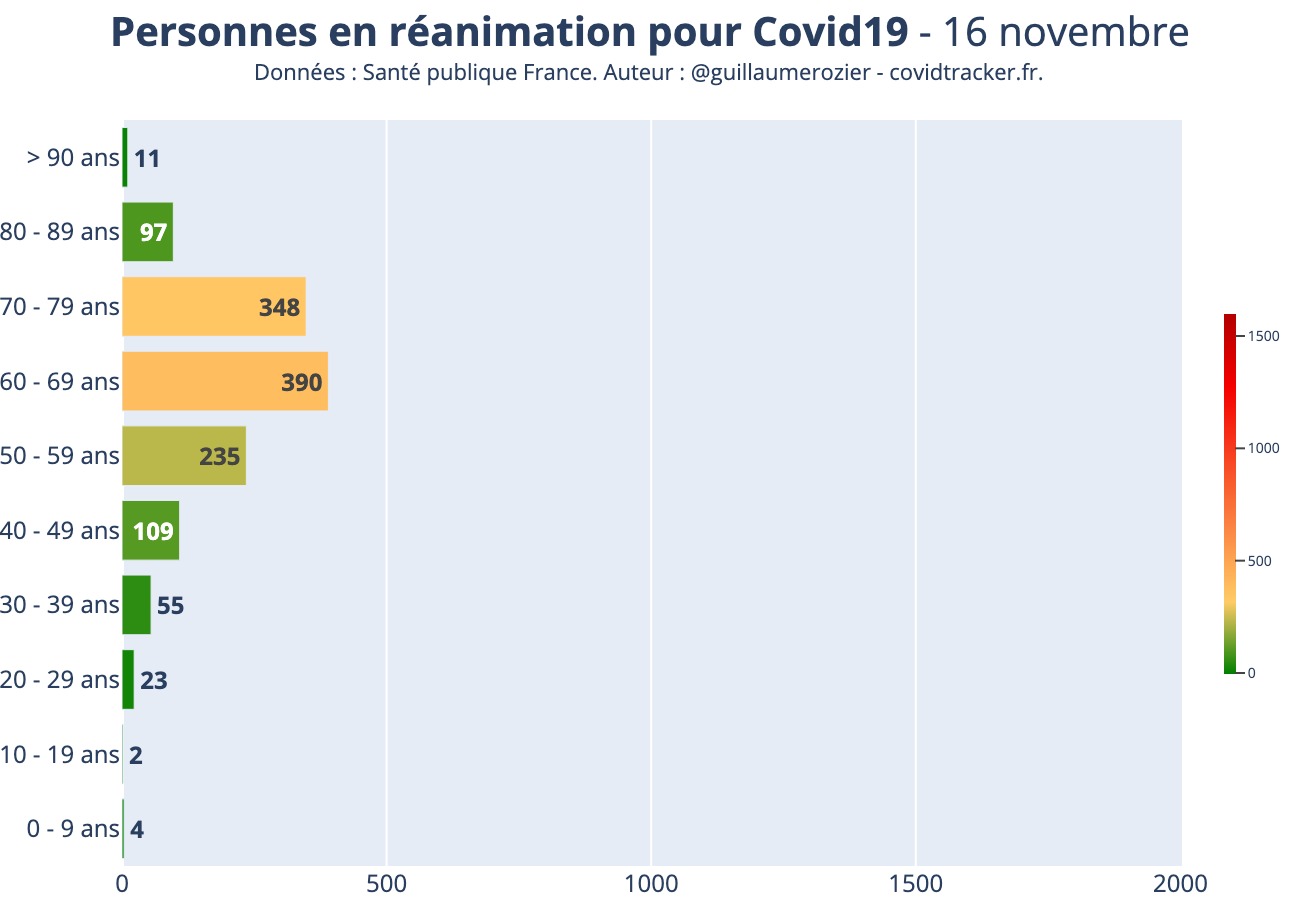 Personnes en réanimation pour Covid19 - 16 novembre
Données : Santé publique France. Auteur : @guillaumerozier - covidtracker.fr.
> 90 ans 11
80 - 89 ans 97
70 - 79 ans 348
60 - 69 ans 390
50 - 59 ans 235
40 - 49 ans 109
30 - 39 ans 55
20 - 29 ans 23
10 - 19 ans 2
0 - 9 ans 4
0 500 1000 1500 2000
1500
1000
500
0